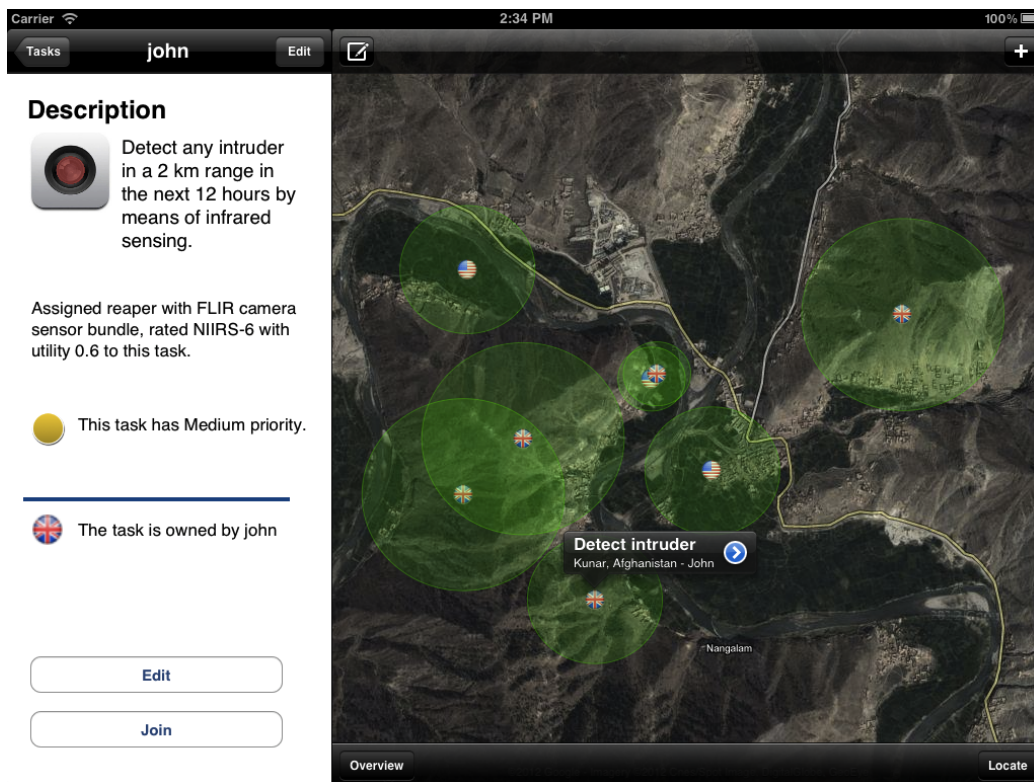 Carrier
2:34 PM
100%
Tasks
john
Edit
Description
Detect any intruder
in a 2 km range in
the next 12 hours by
means of infrared
sensing.
Assigned reaper with FLIR camera
sensor bundle, rated NIIRS-6 with
utility 0.6 to this task.
This task has Medium priority.
The task is owned by john
Edit
Join
Detect intruder
Kunar, Afghanistan - John
Nangalam
Overview
Locate